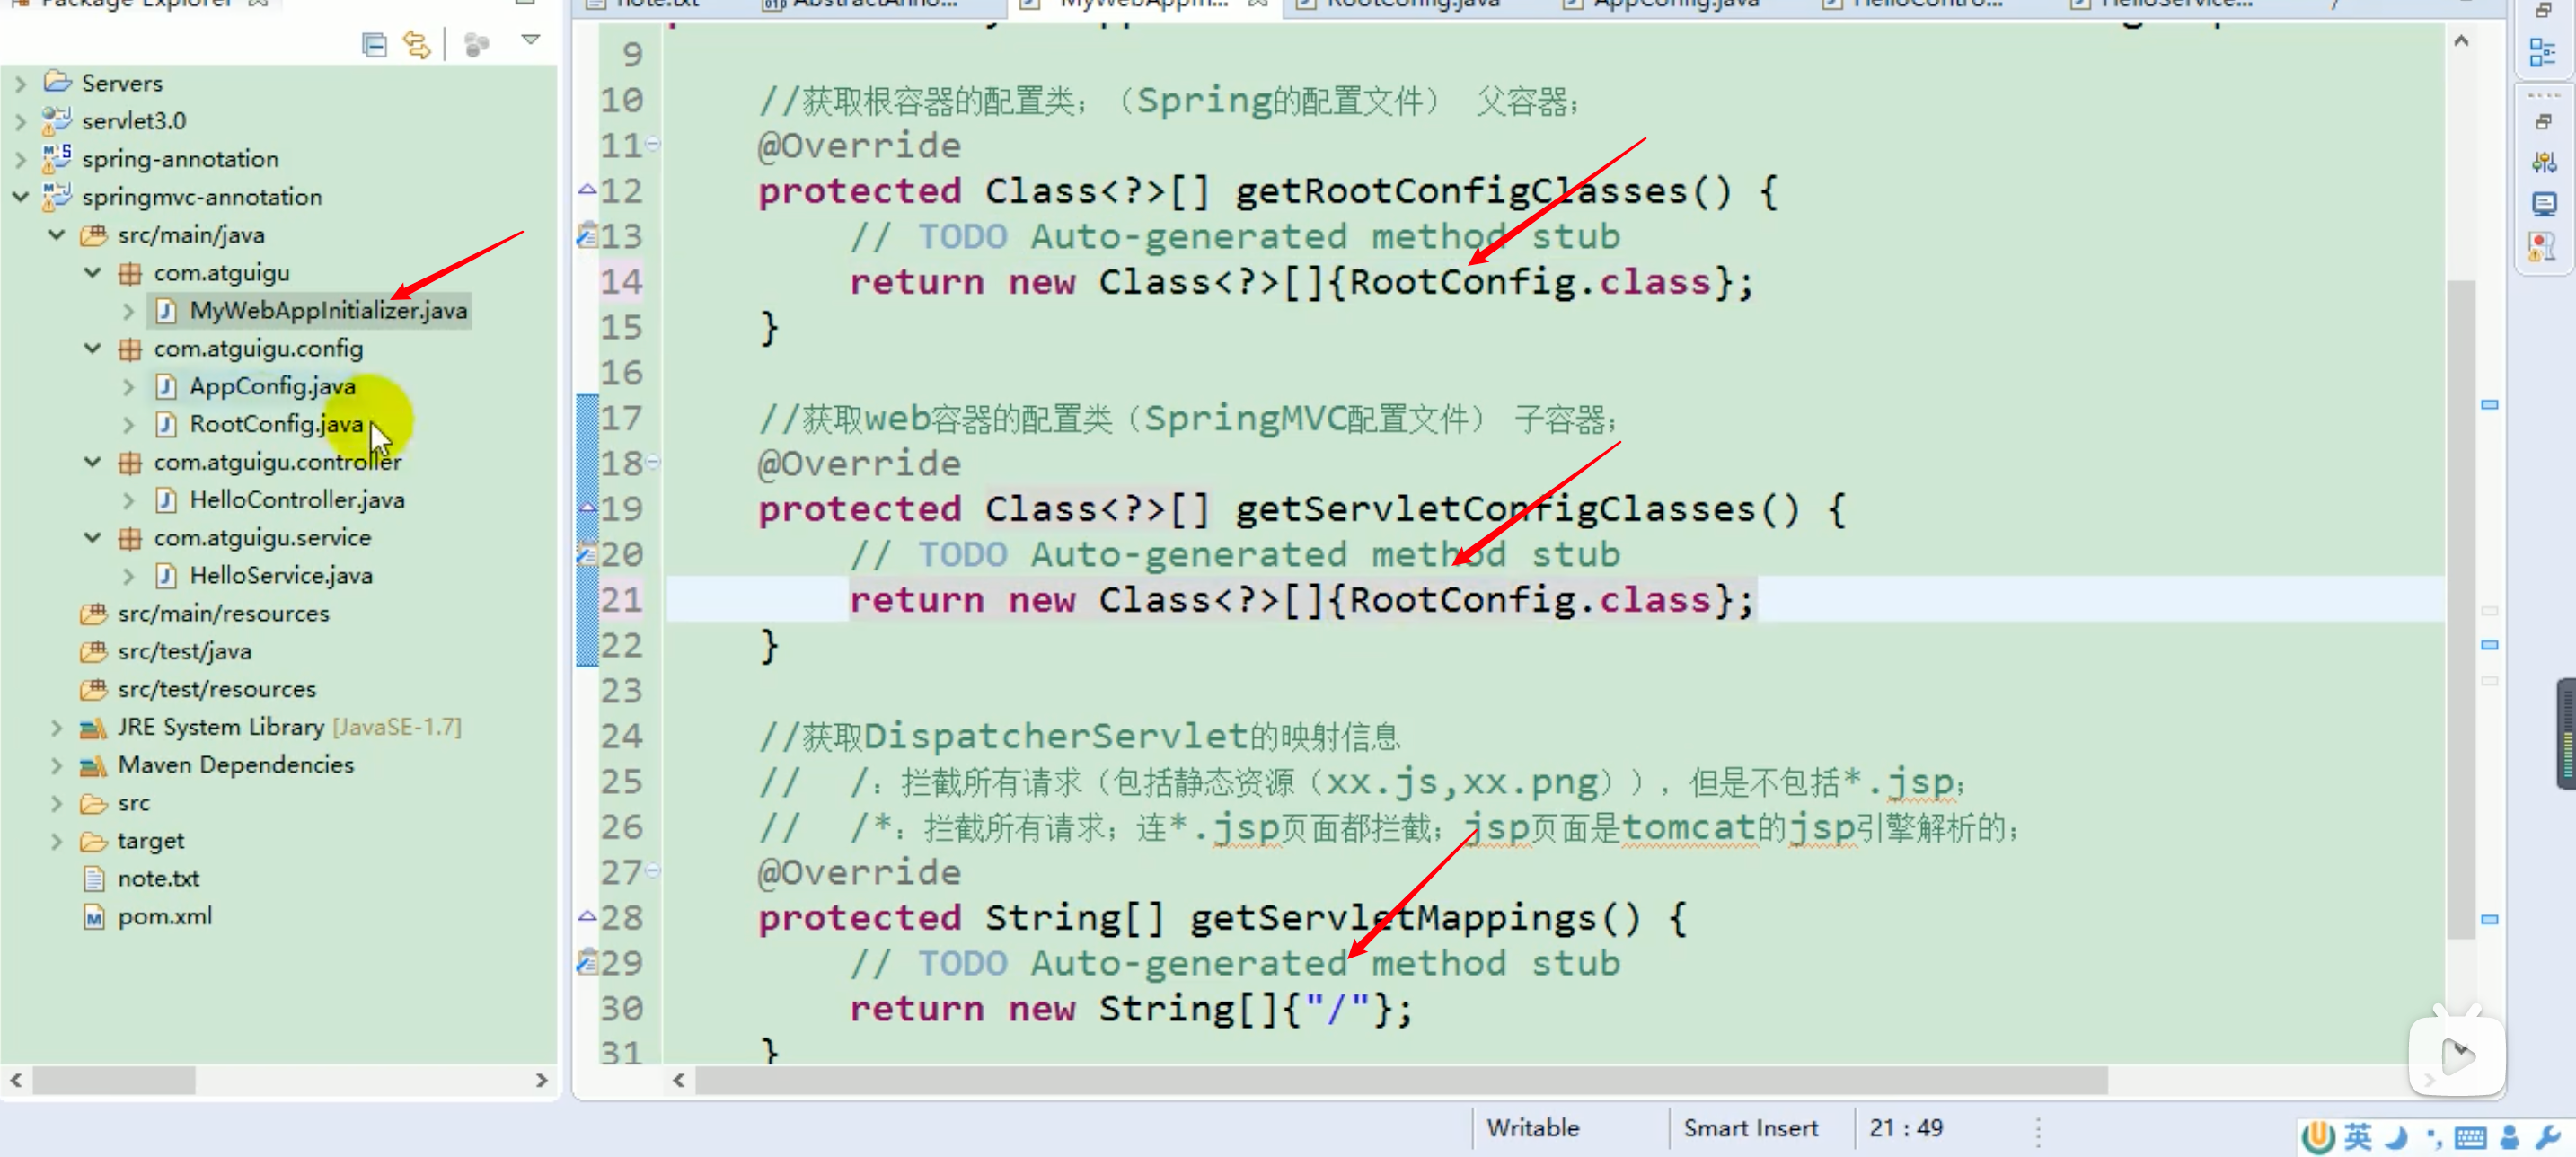 Package Explorer
Servers
servlet3.0
spring-annotation
springmvc-annotation
src/main/java
com.atguigu
MyWebAppInitializer.java
com.atguigu.config
AppConfig.java
RootConfig.java
com.atguigu.controller
HelloController.java
com.atguigu.service
HelloService.java
src/main/resources
src/test/java
src/test/resources
JRE System Library [JavaSE-1.7]
Maven Dependencies
src
target
note.txt
pom.xml
note.txt AbstractAnno... MyWebAppIn... RootConfig.java AppConfig.java HelloContro... HelloService...
9
10 //获取根容器的配置类；（Spring的配置文件） 父容器；
11 @Override
12 protected Class<?>[] getRootConfigClasses() {
13 // TODO Auto-generated method stub
14 return new Class<?>[]{RootConfig.class};
15 }
16
17 //获取web容器的配置类（SpringMVC配置文件） 子容器；
18 @Override
19 protected Class<?>[] getServletConfigClasses() {
20 // TODO Auto-generated method stub
21 return new Class<?>[]{RootConfig.class};
22 }
23
24 //获取DispatcherServlet的映射信息
25 // /：拦截所有请求（包括静态资源（xx.js,xx.png）），但是不包括*.jsp；
26 // /*：拦截所有请求；连*.jsp页面都拦截；jsp页面是tomcat的jsp引擎解析的；
27 @Override
28 protected String[] getServletMappings() {
29 // TODO Auto-generated method stub
30 return new String[]{"/"};
31 }
Writable Smart Insert 21 : 49
英